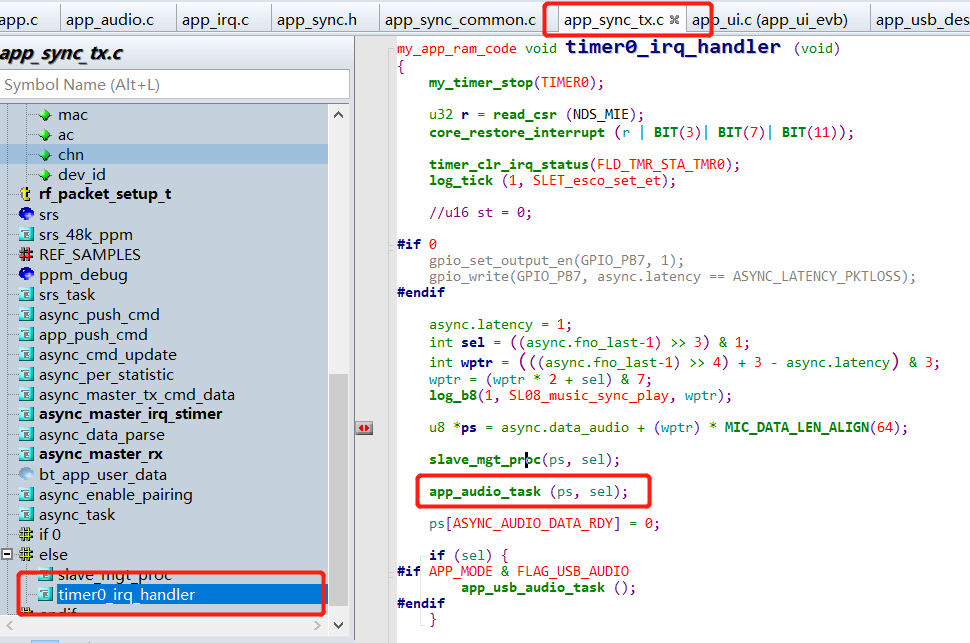 app.c app_audio.c app_irq.c app_sync.h app_sync_common.c app_sync_tx.c app_ui.c (app_ui_evb) app_usb_des
app_sync_tx.c
Symbol Name (Alt+L)
mac
ac
chn
dev_id
rf_packet_setup_t
srs
srs_48k_ppm
REF_SAMPLES
ppm_debug
srs_task
async_push_cmd
app_push_cmd
async_cmd_update
async_per_statistic
async_master_tx_cmd_data
async_master_irq_stimer
async_data_parse
async_master_rx
bt_app_user_data
async_enable_pairing
async_task
if 0
else
slave_mgt_proc
timer0_irq_handler
endif
my_app_ram_code void timer0_irq_handler (void)
{
my_timer_stop(TIMER0);
u32 r = read_csr (NDS_MIE);
core_restore_interrupt (r | BIT(3)| BIT(7)| BIT(11));
timer_clr_irq_status(FLD_TMR_STA_TMR0);
log_tick (1, SLET_esco_set_et);
//u16 st = 0;
#if 0
gpio_set_output_en(GPIO_PB7, 1);
gpio_write(GPIO_PB7, async.latency == ASYNC_LATENCY_PKTLOSS);
#endif
async.latency = 1;
int sel = ((async.fno_last-1) >> 3) & 1;
int wptr = (((async.fno_last-1) >> 4) + 3 - async.latency) & 3;
wptr = (wptr * 2 + sel) & 7;
log_b8(1, SL08_music_sync_play, wptr);
u8 *ps = async.data_audio + (wptr) * MIC_DATA_LEN_ALIGN(64);
slave_mgt_proc(ps, sel);
app_audio_task (ps, sel);
ps[ASYNC_AUDIO_DATA_RDY] = 0;
if (sel) {
#if APP_MODE & FLAG_USB_AUDIO
app_usb_audio_task ();
#endif
}